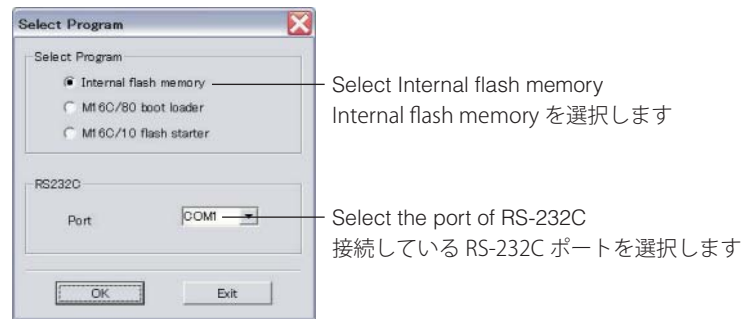 Select Program
Select Program
Internal flash memory
M16C/80 boot loader
M16C/10 flash starter
RS232C
Port
COM1
OK
Exit
Select Internal flash memory
Internal flash memory を選択します
Select the port of RS-232C
接続している RS-232C ポートを選択します